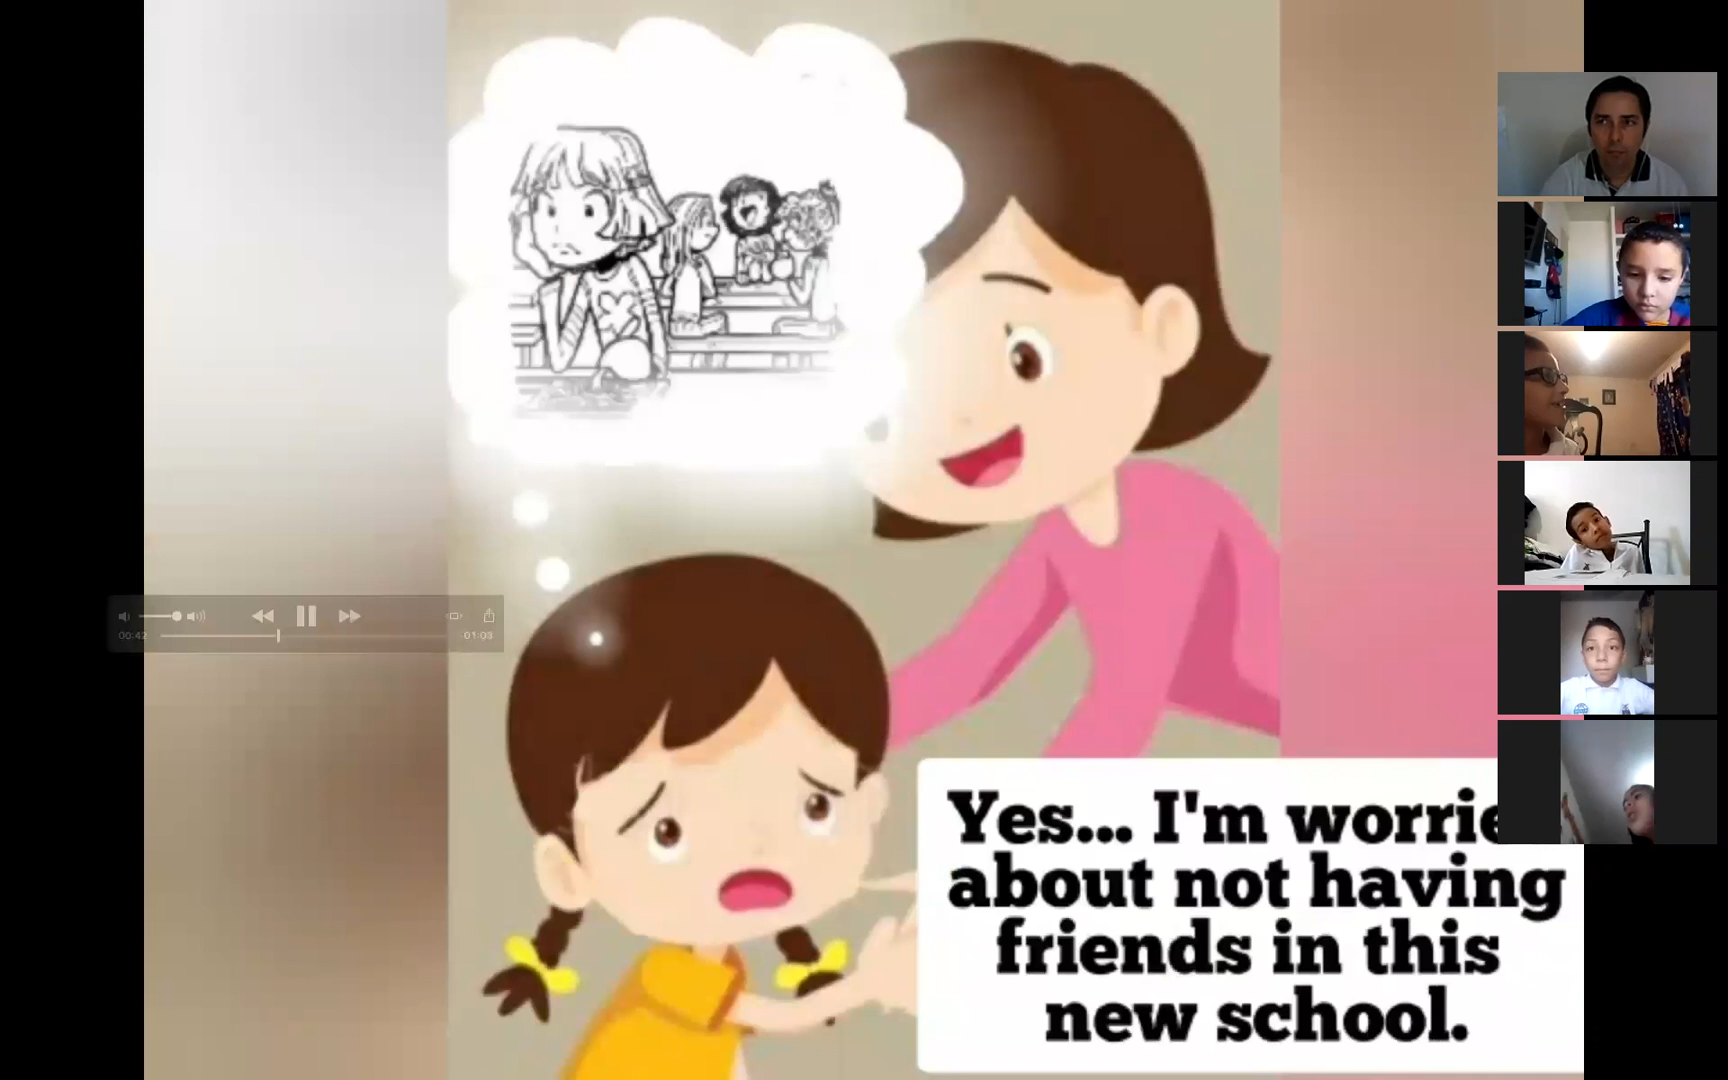 00:42
01:03
Yes... I'm worrie
about not having
friends in this
new school.